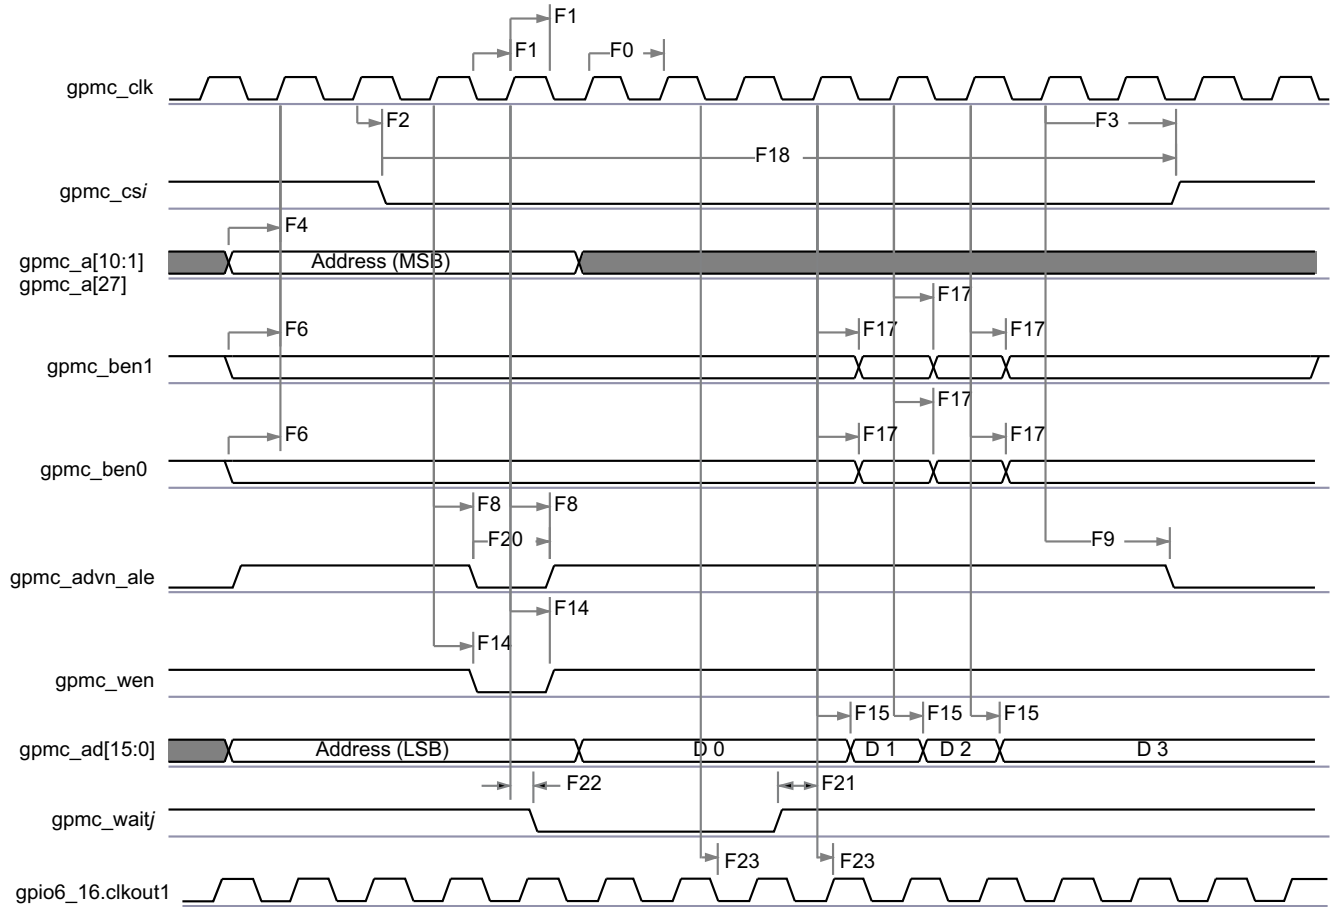 F1
F1
F0
gpmc_clk
F2
F3
F18
gpmc_csi
F4
gpmc_a[10:1]
Address (MSB)
gpmc_a[27]
F17
F6
F17
F17
gpmc_ben1
F17
F6
F17
F17
gpmc_ben0
F8
F8
F20
F9
gpmc_advn_ale
F14
F14
gpmc_wen
F15
F15
F15
gpmc_ad[15:0]
Address (LSB)
D 0
D 1
D 2
D 3
F22
F21
gpmc_waitj
F23
F23
gpio6_16.clkout1